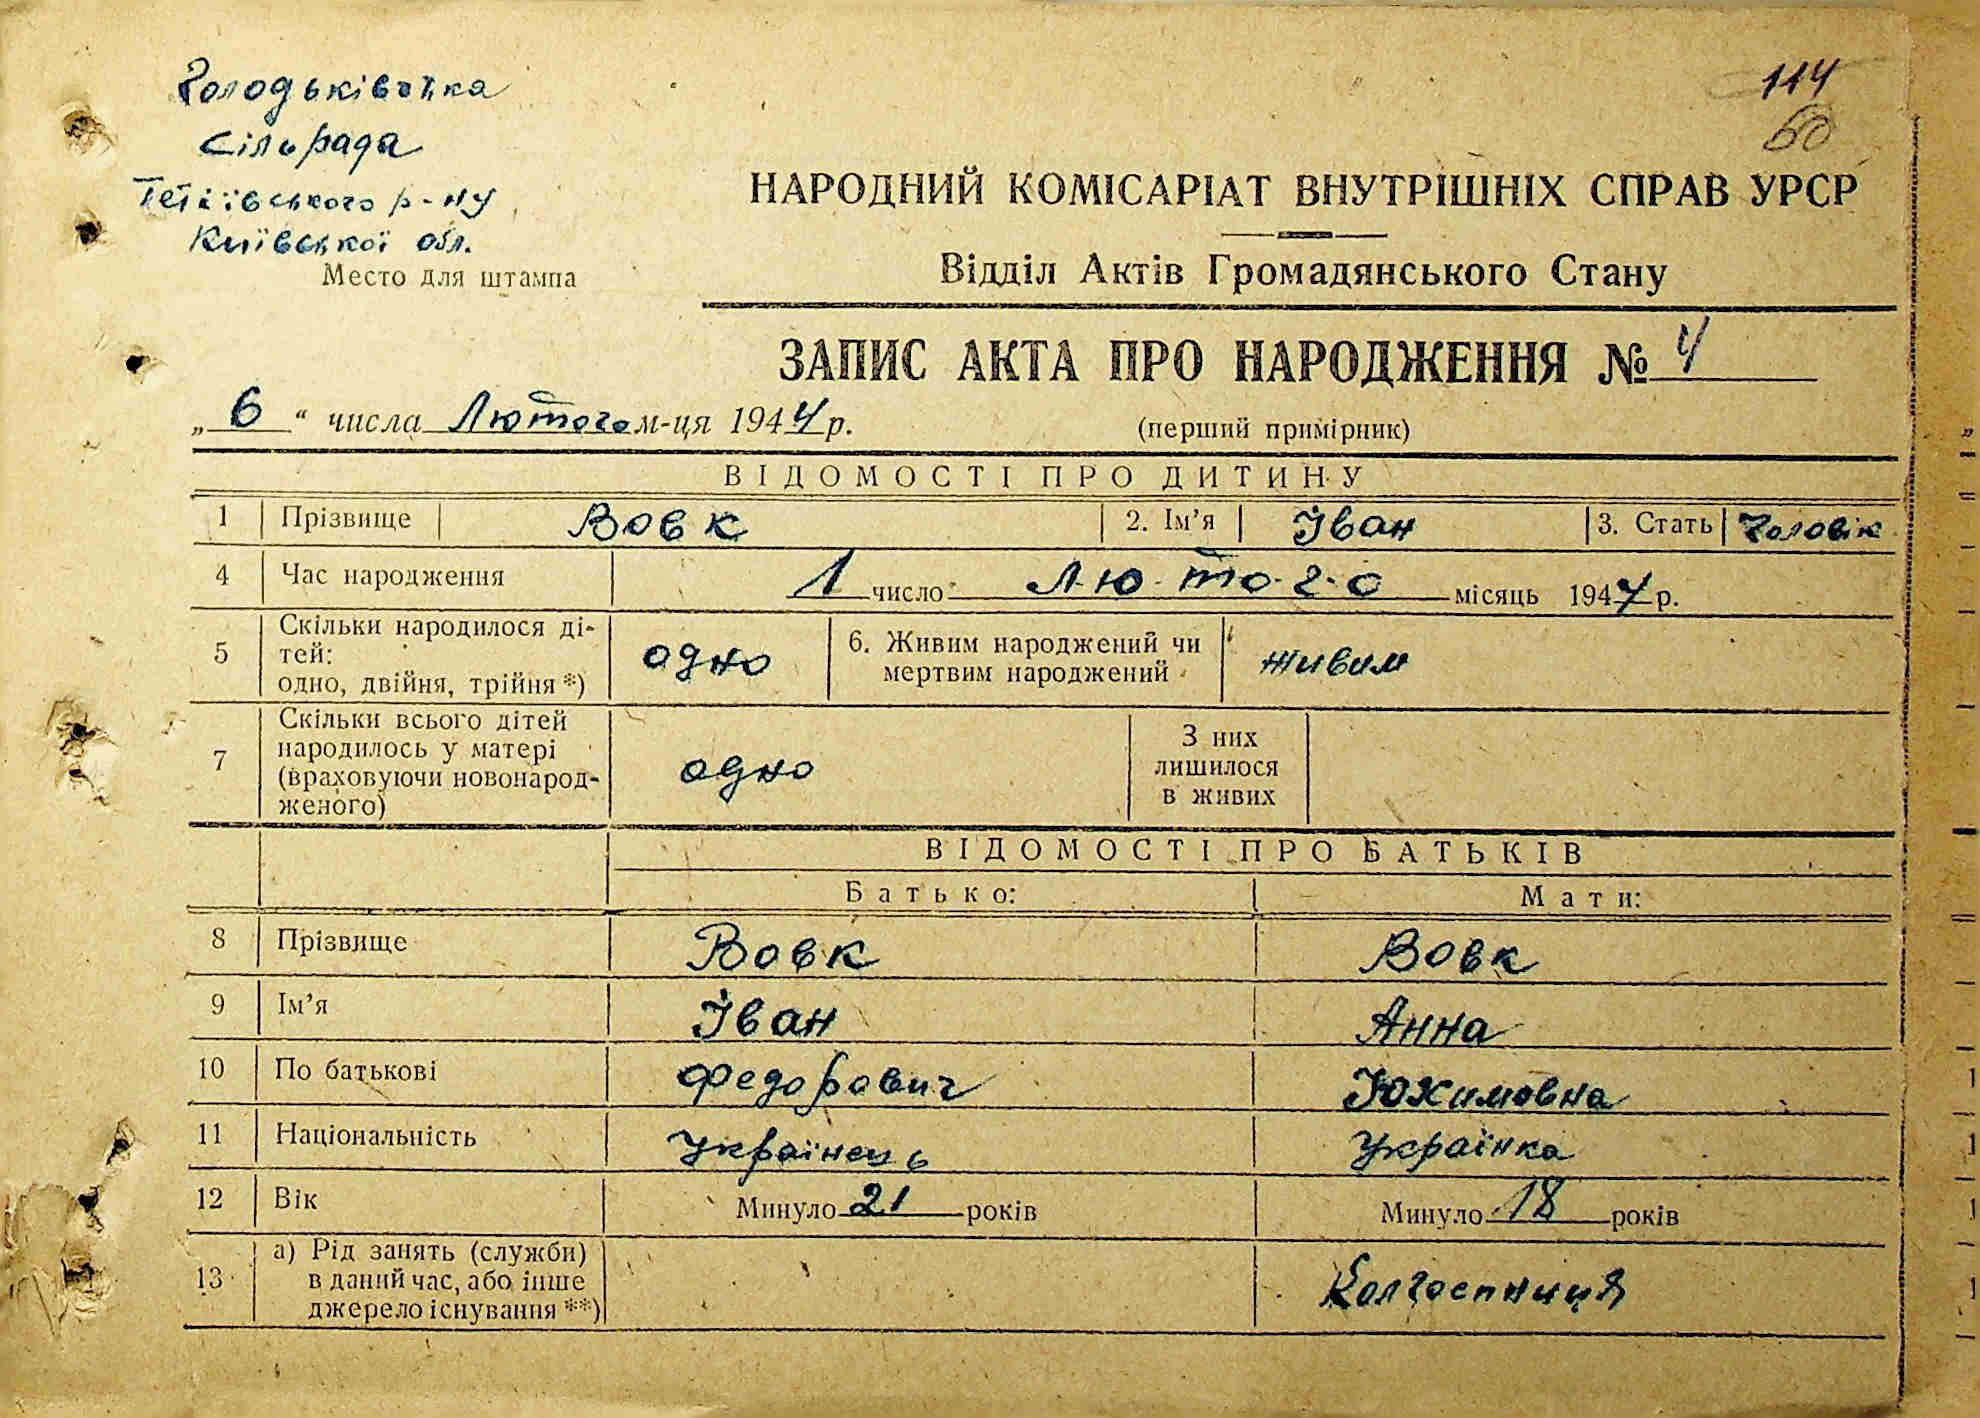 114
60
Голодьківська
сільрада
Тетіївського р-ну
Київської обл.
Место для штампа
НАРОДНИЙ КОМІСАРІАТ ВНУТРІШНІХ СПРАВ УРСР
Відділ Актів Громадянського Стану
ЗАПИС АКТА ПРО НАРОДЖЕННЯ № 4
„ 6 “ числа Лютого м-ця 1944 р.
(перший примірник)
ВІДОМОСТІ ПРО ДИТИНУ
1 Прізвище Вовк 2. Ім’я Іван 3. Стать Чоловік
4 Час народження 1 число Лютого місяць 1944 р.
5 Скільки народилося ді-
тей:
одно, двійня, трійня *) одно 6. Живим народжений чи
мертвим народжений живим
7 Скільки всього дітей
народилось у матері
(враховуючи новонарод-
женого) одно З них
лишилося
в живих
ВІДОМОСТІ ПРО БАТЬКІВ
Батько: Мати:
8 Прізвище Вовк Вовк
9 Ім’я Іван Анна
10 По батькові Федорович Юхимовна
11 Національність Українець Українка
12 Вік Минуло 21 років Минуло 18 років
13 а) Рід занять (служби)
в даний час, або інше
джерело існування **) Колгоспниця